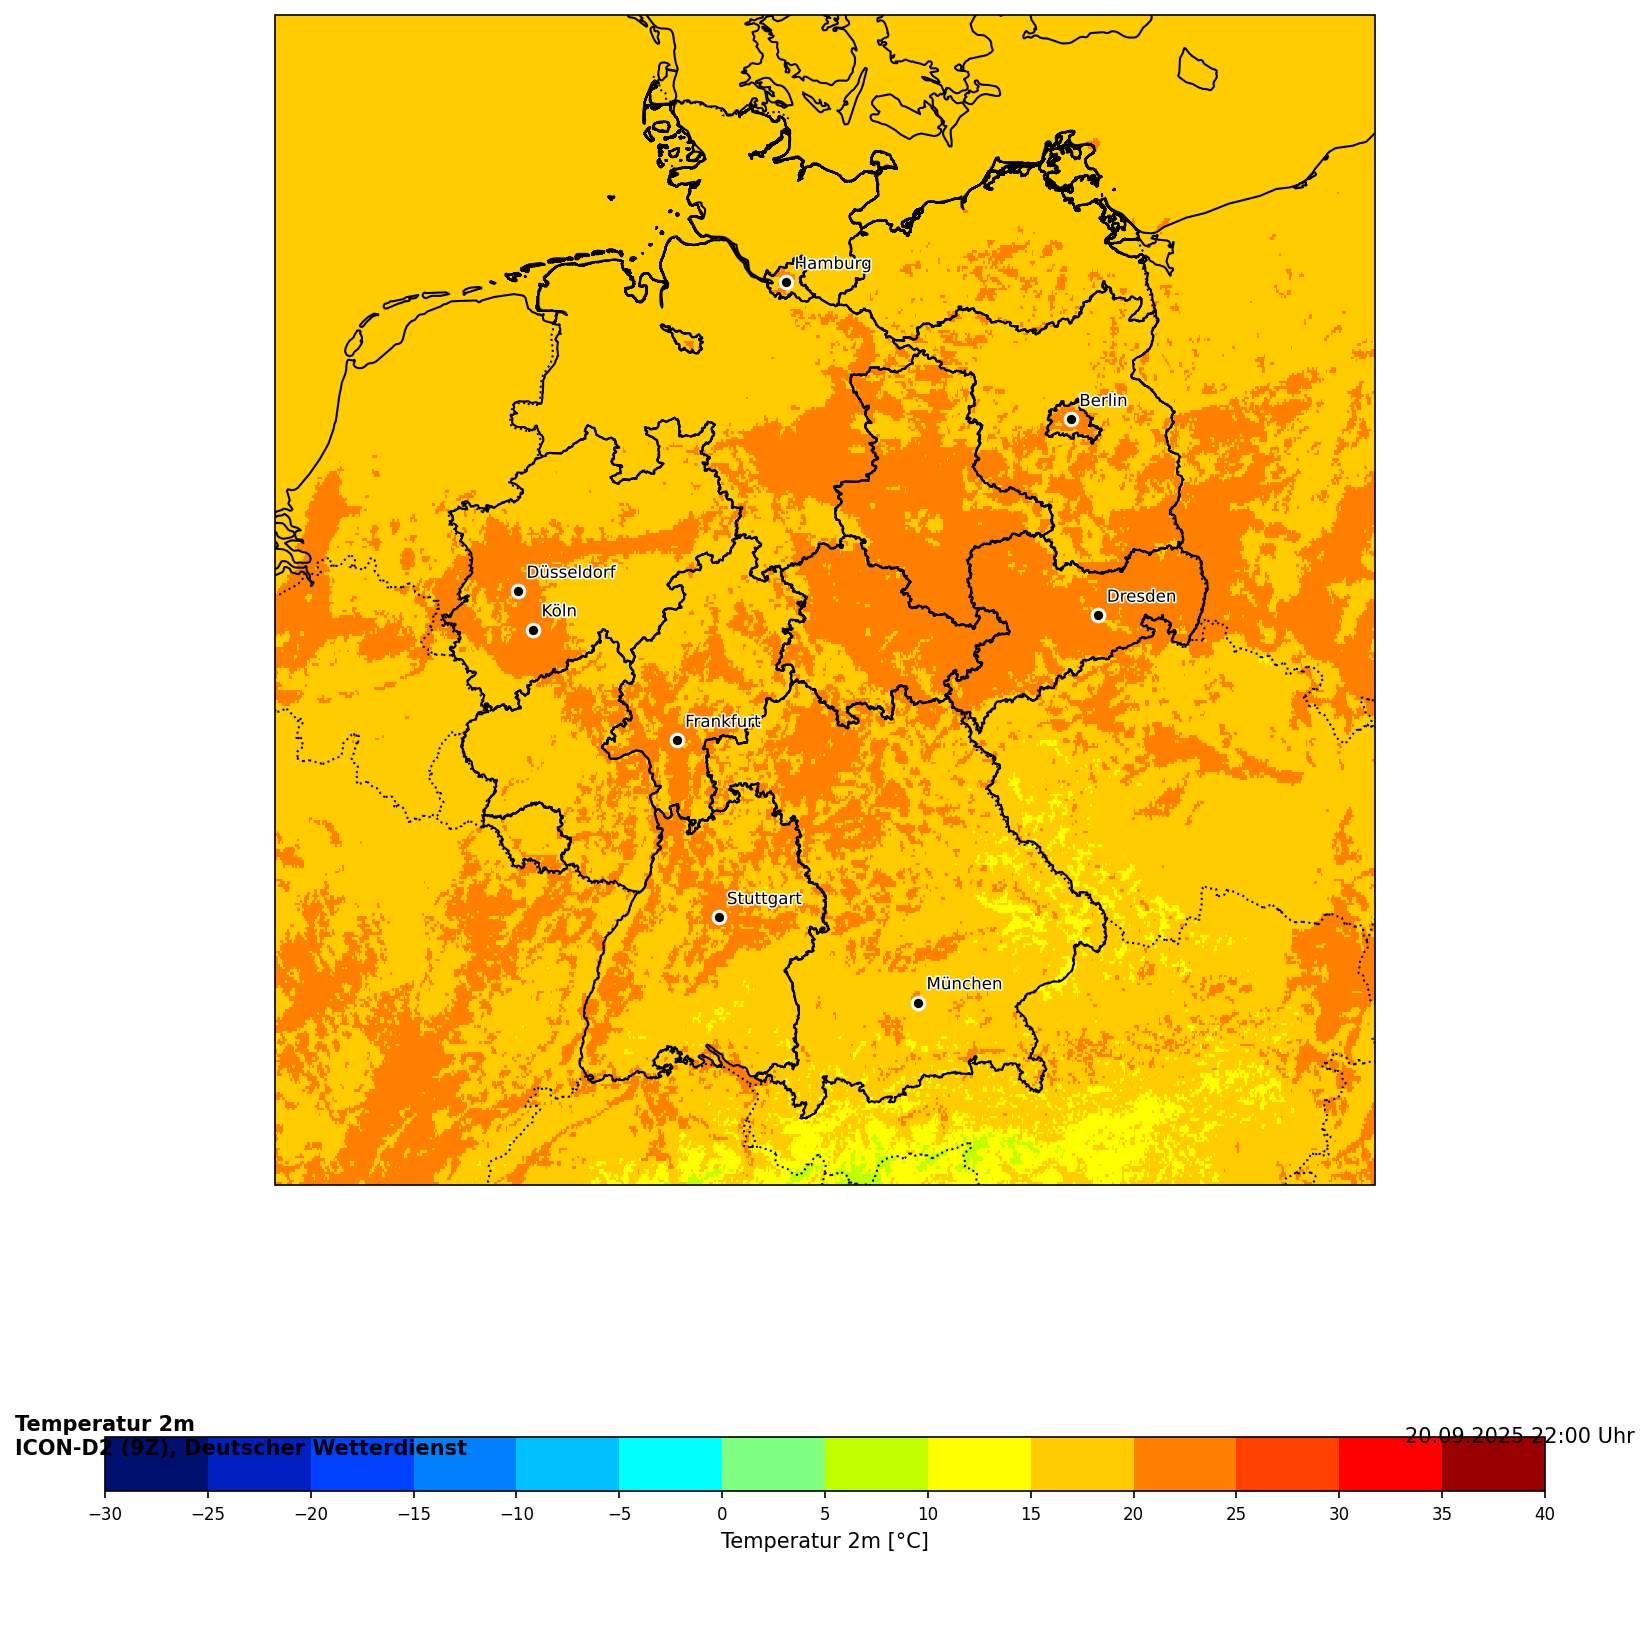 Hamburg
Berlin
Düsseldorf
Köln
Dresden
Frankfurt
Stuttgart
München
Temperatur 2m
ICON-D2 (9Z), Deutscher Wetterdienst
20.09.2025 22:00 Uhr
−30 −25 −20 −15 −10 −5 0 5 10 15 20 25 30 35 40
Temperatur 2m [°C]